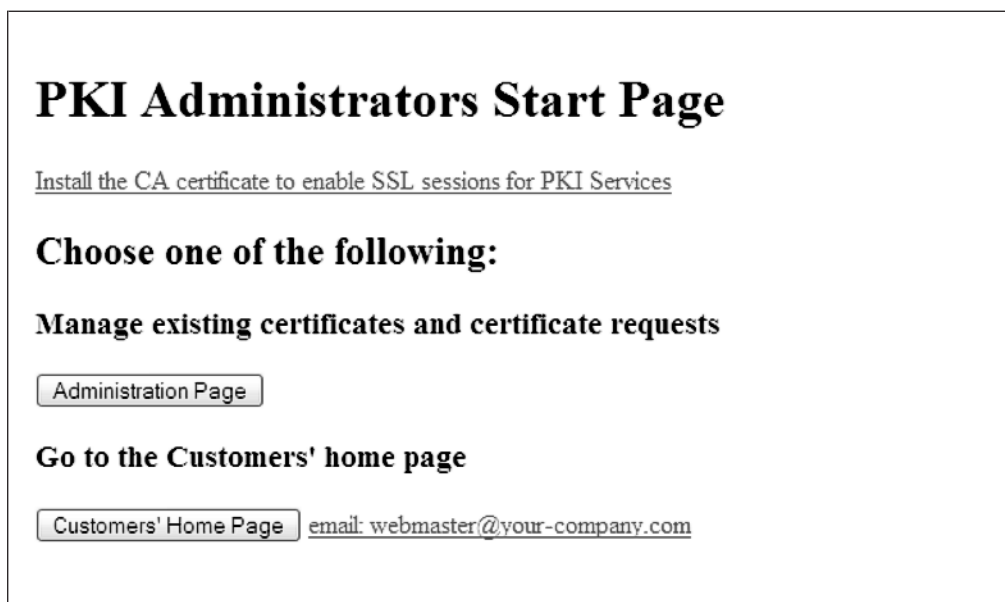 PKI Administrators Start Page
Install the CA certificate to enable SSL sessions for PKI Services
Choose one of the following:
Manage existing certificates and certificate requests
Administration Page
Go to the Customers' home page
Customers' Home Page email: webmaster@your-company.com